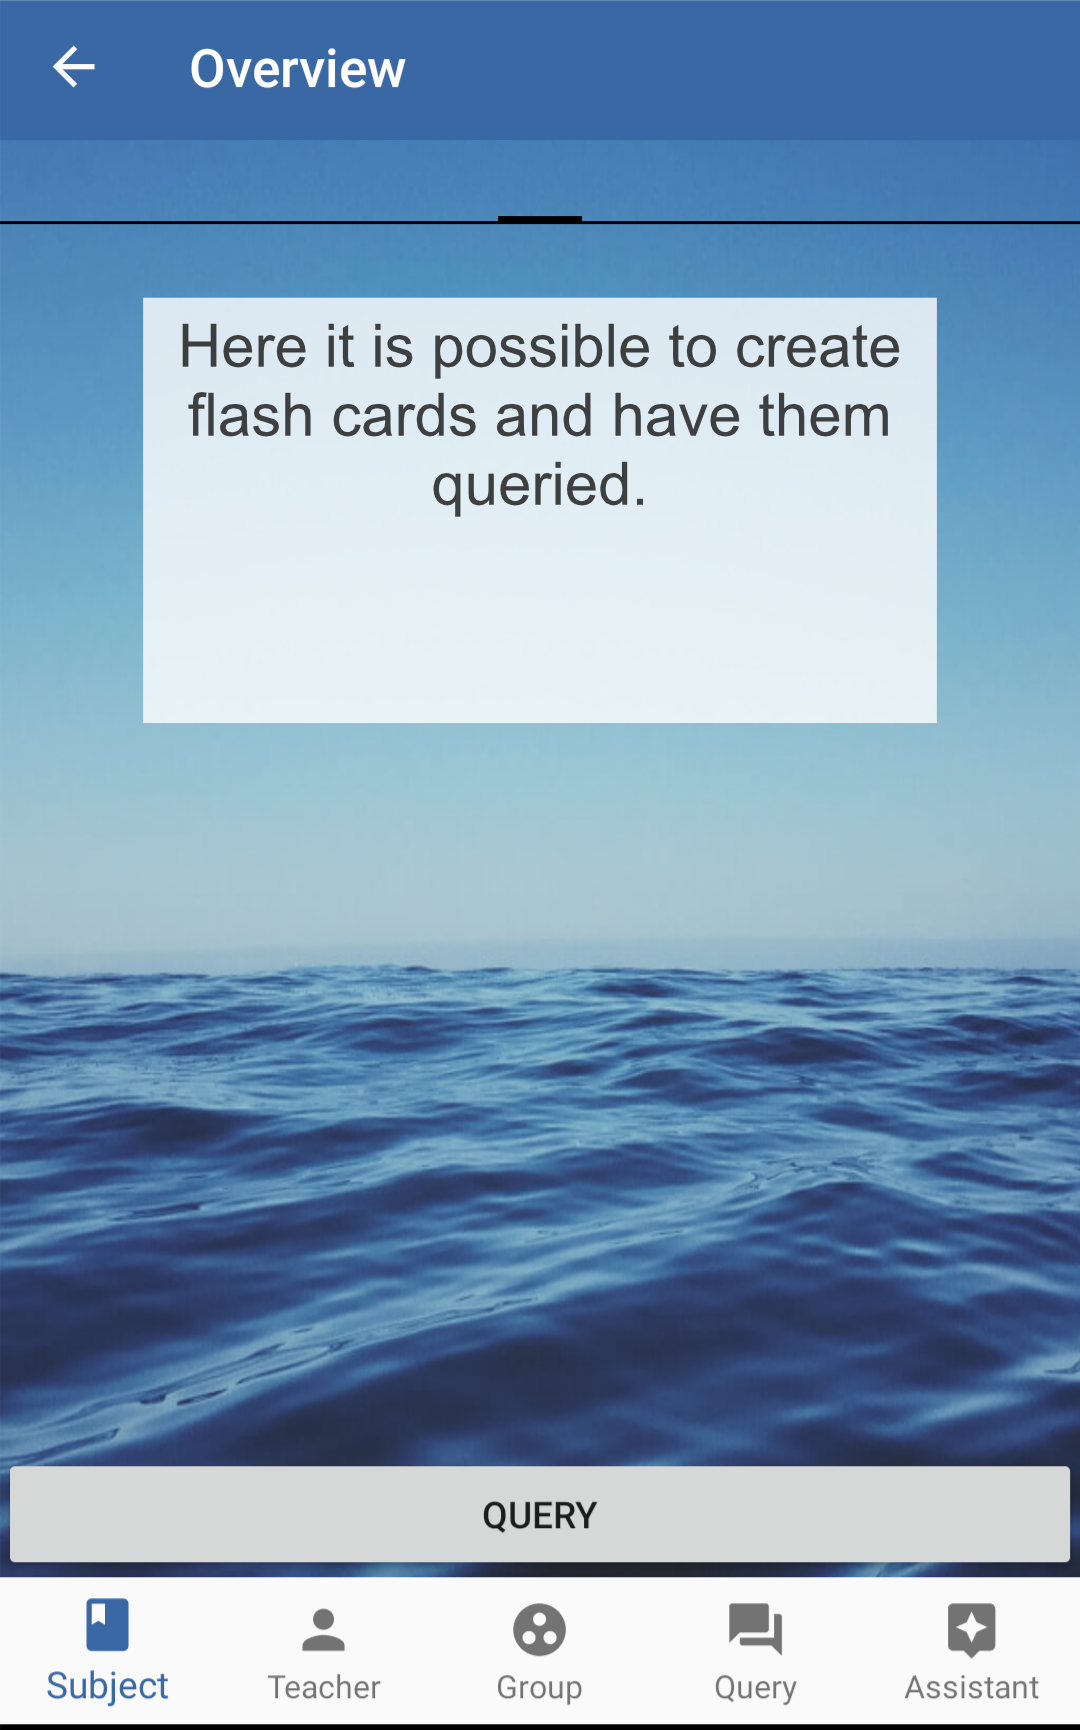 Overview
Here it is possible to create
flash cards and have them
queried.
QUERY
Subject
Teacher
Group
Query
Assistant